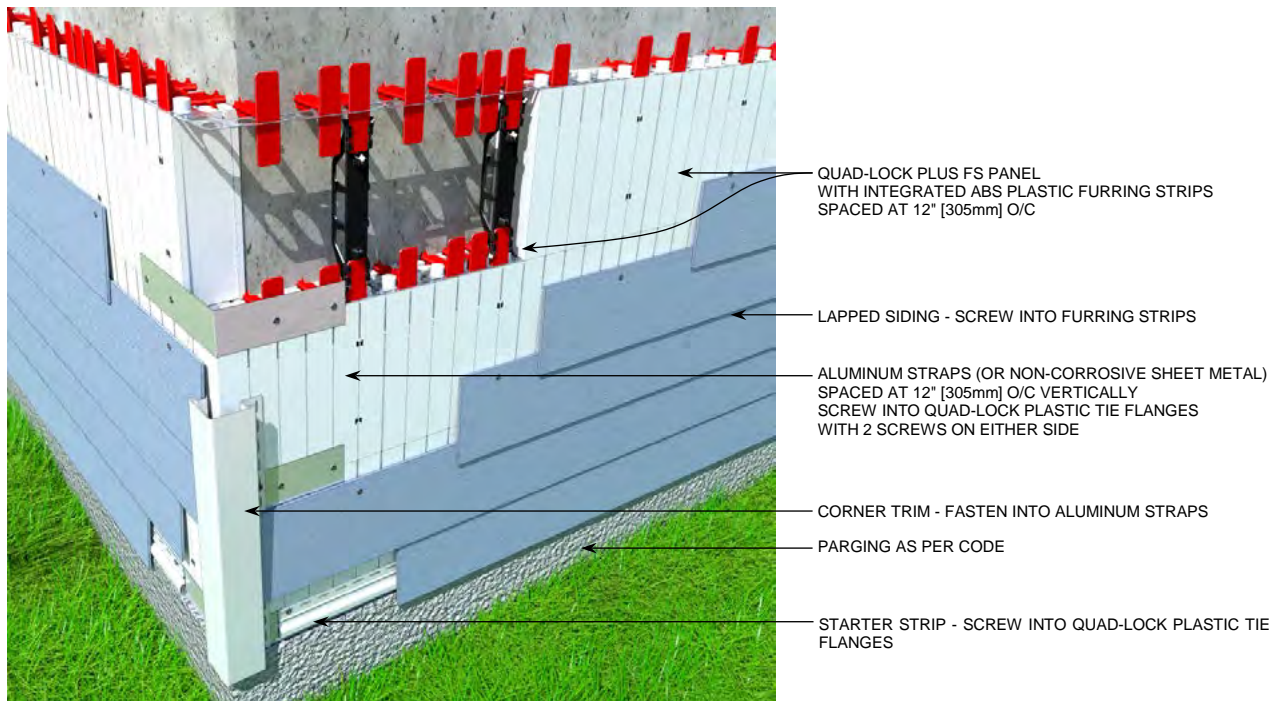 QUAD-LOCK PLUS FS PANEL
WITH INTEGRATED ABS PLASTIC FURRING STRIPS
SPACED AT 12" [305mm] O/C
LAPPED SIDING - SCREW INTO FURRING STRIPS
ALUMINUM STRAPS (OR NON-CORROSIVE SHEET METAL)
SPACED AT 12" [305mm] O/C VERTICALLY
SCREW INTO QUAD-LOCK PLASTIC TIE FLANGES
WITH 2 SCREWS ON EITHER SIDE
CORNER TRIM - FASTEN INTO ALUMINUM STRAPS
PARGING AS PER CODE
STARTER STRIP - SCREW INTO QUAD-LOCK PLASTIC TIE
FLANGES